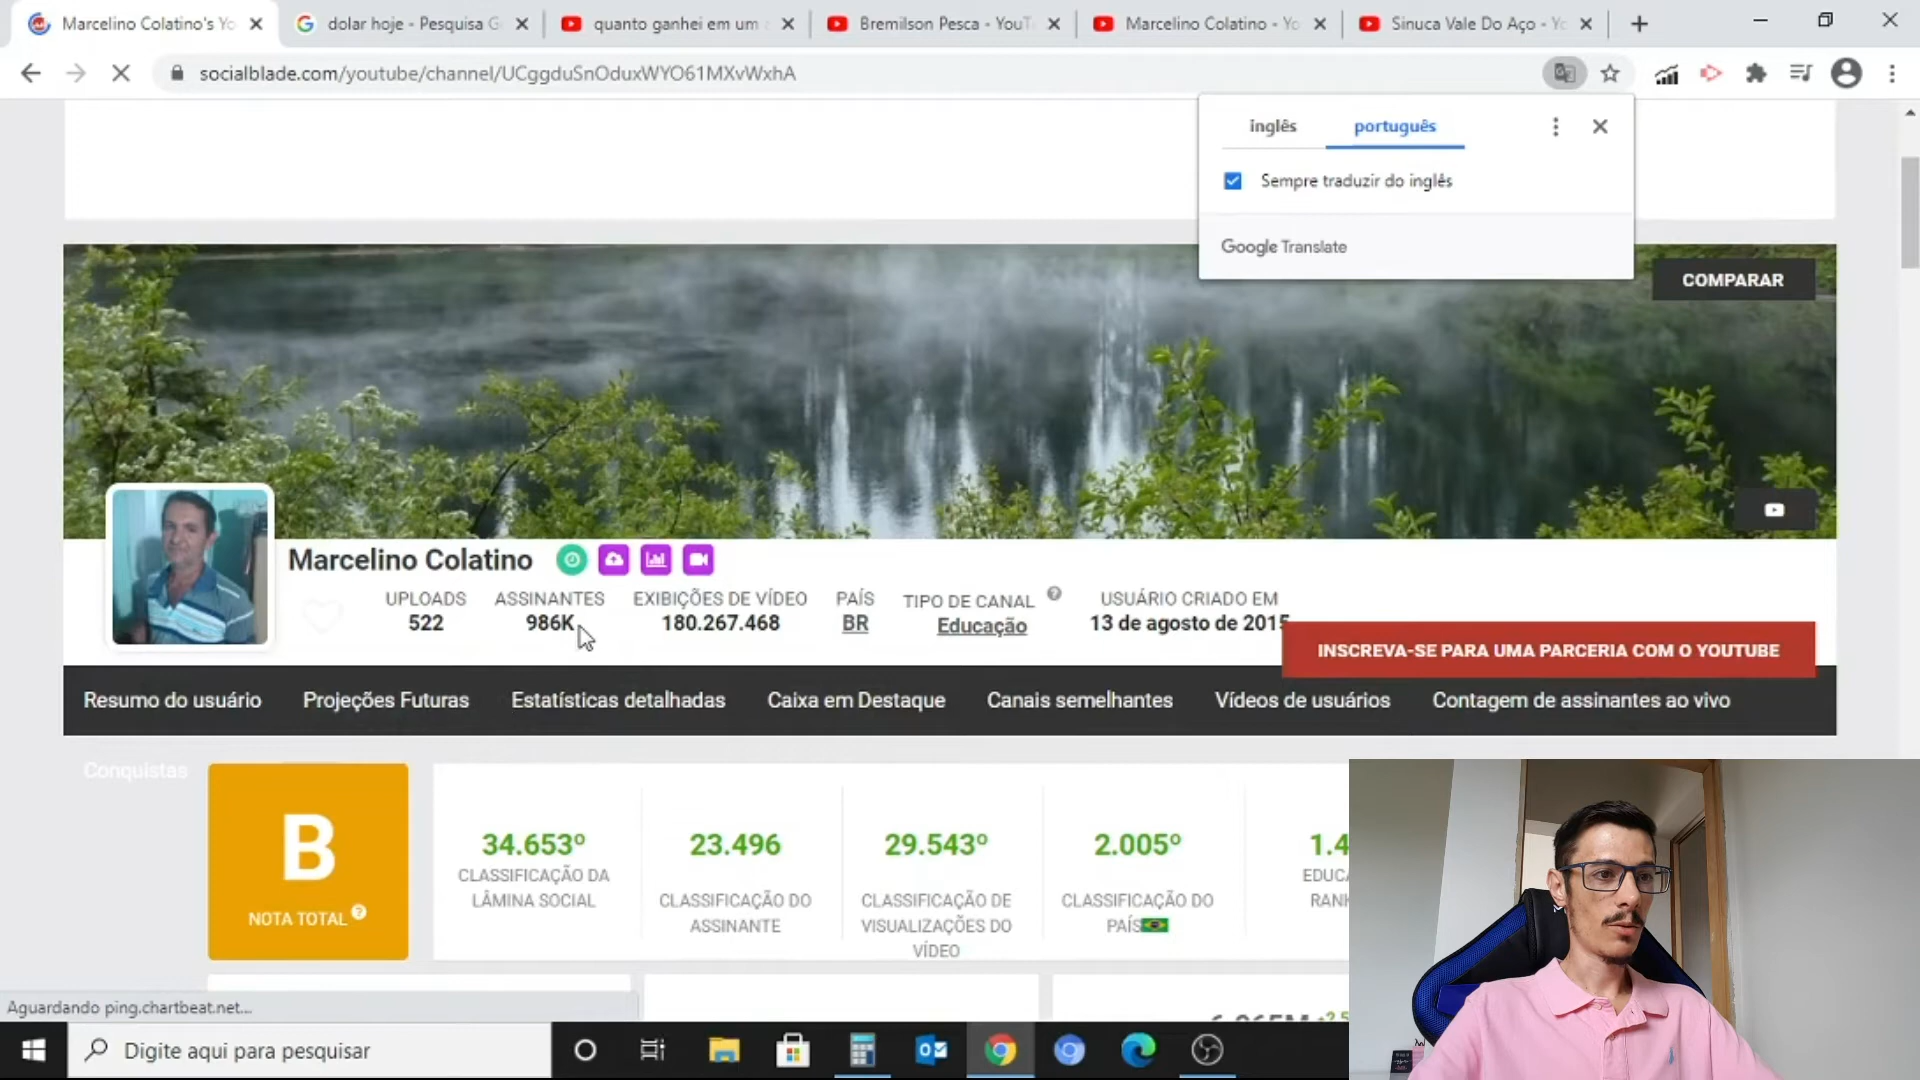 Marcelino Colatino's Yo
dolar hoje - Pesquisa G
quanto ganhei em um
Bremilson Pesca - YouT
Marcelino Colatino - Yo
Sinuca Vale Do Aço - Yo
socialblade.com/youtube/channel/UCggduSnOduxWYO61MXvWxhA
inglês
português
Sempre traduzir do inglês
Google Translate
COMPARAR
Marcelino Colatino
UPLOADS
522
ASSINANTES
986K
EXIBIÇÕES DE VÍDEO
180.267.468
PAÍS
BR
TIPO DE CANAL
Educação
USUÁRIO CRIADO EM
13 de agosto de 2015
INSCREVA-SE PARA UMA PARCERIA COM O YOUTUBE
Resumo do usuário
Projeções Futuras
Estatísticas detalhadas
Caixa em Destaque
Canais semelhantes
Vídeos de usuários
Contagem de assinantes ao vivo
Conquistas
B
NOTA TOTAL
34.653º
CLASSIFICAÇÃO DA
LÂMINA SOCIAL
23.496
CLASSIFICAÇÃO DO
ASSINANTE
29.543º
CLASSIFICAÇÃO DE
VISUALIZAÇÕES DO
VÍDEO
2.005º
CLASSIFICAÇÃO DO
PAÍS
1.4
EDUCA
RANK
Aguardando ping.chartbeat.net...
Digite aqui para pesquisar